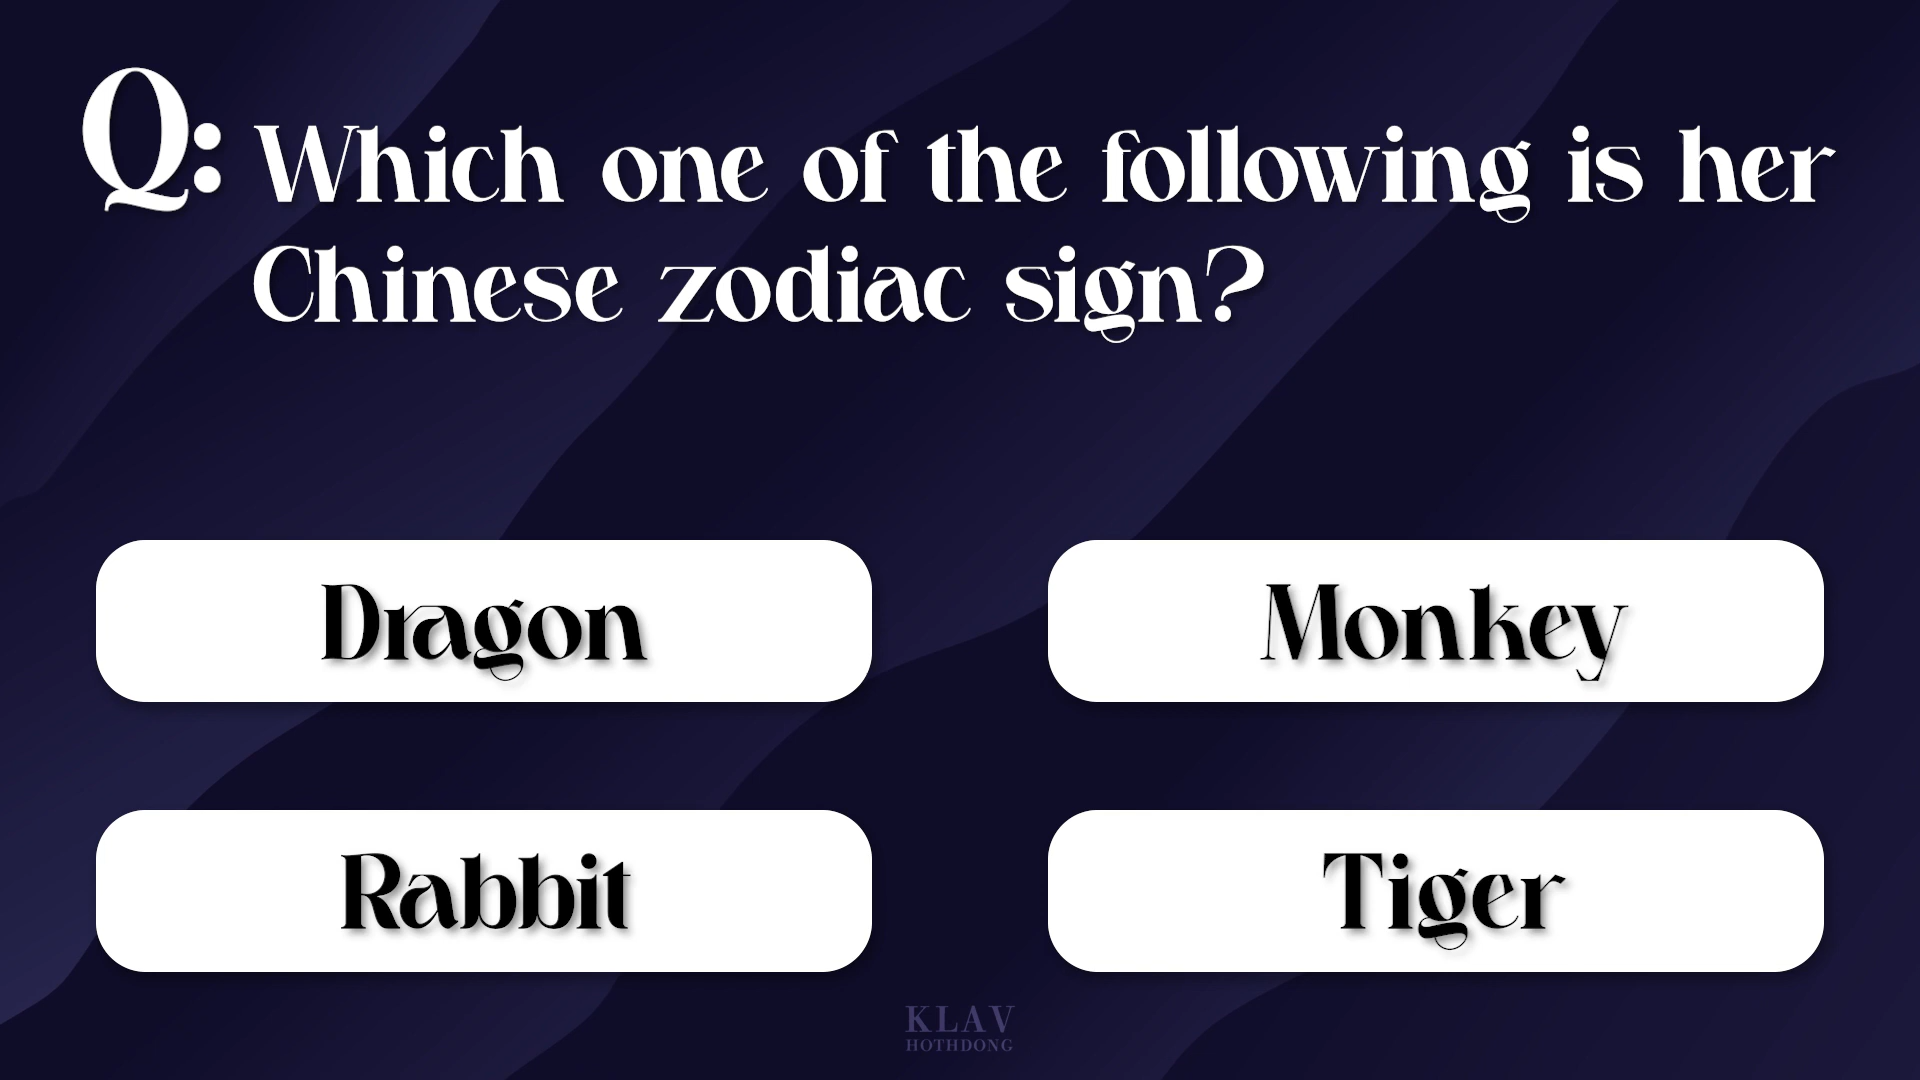 Q: Which one of the following is her
Chinese zodiac sign?
Dragon
Monkey
Rabbit
Tiger
KLAV
HOTHDONG